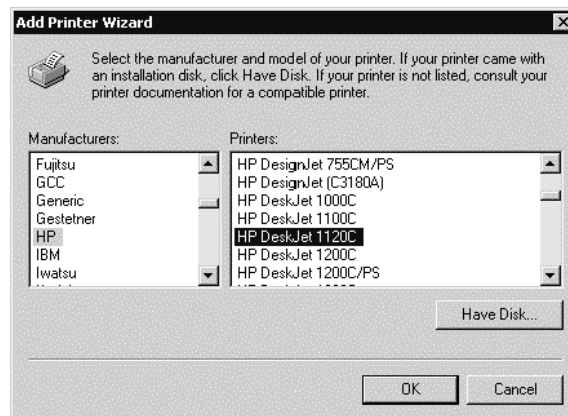 Add Printer Wizard
Select the manufacturer and model of your printer. If your printer came with
an installation disk, click Have Disk. If your printer is not listed, consult your
printer documentation for a compatible printer.
Manufacturers:
Fujitsu
GCC
Generic
Gestetner
HP
IBM
Iwatsu
Printers:
HP DesignJet 755CM/PS
HP DesignJet (C3180A)
HP DeskJet 1000C
HP DeskJet 1100C
HP DeskJet 1120C
HP DeskJet 1200C
HP DeskJet 1200C/PS
Have Disk...
OK
Cancel